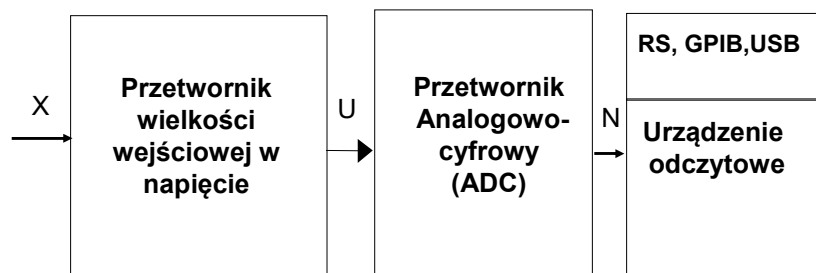 X
Przetwornik
wielkości
wejściowej w
napięcie
U
Przetwornik
Analogowo-
cyfrowy
(ADC)
N
RS, GPIB,USB
Urządzenie
odczytowe